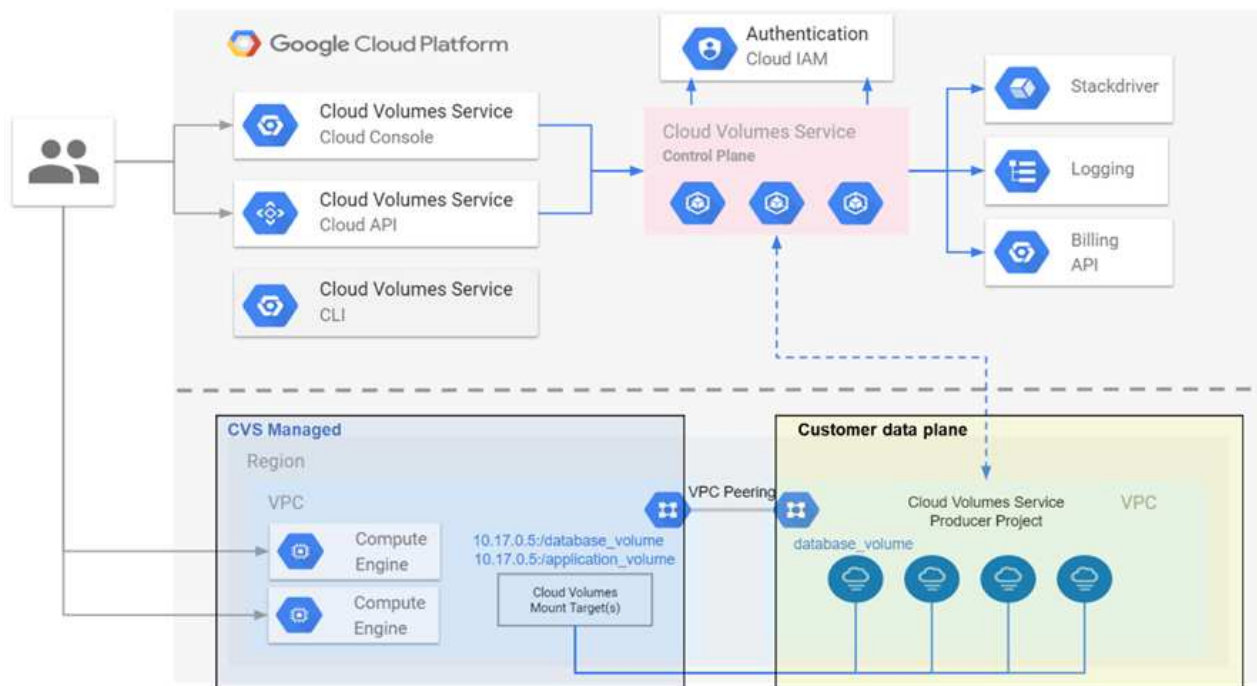 Google Cloud Platform
Authentication
Cloud IAM
Cloud Volumes Service
Cloud Console
Cloud Volumes Service
Cloud API
Cloud Volumes Service
CLI
Cloud Volumes Service
Control Plane
Stackdriver
Logging
Billing
API
CVS Managed
Region
VPC
Compute
Engine
Compute
Engine
10.17.0.5:/database_volume
10.17.0.5:/application_volume
Cloud Volumes
Mount Target(s)
VPC Peering
Customer data plane
Cloud Volumes Service
Producer Project
VPC
database_volume